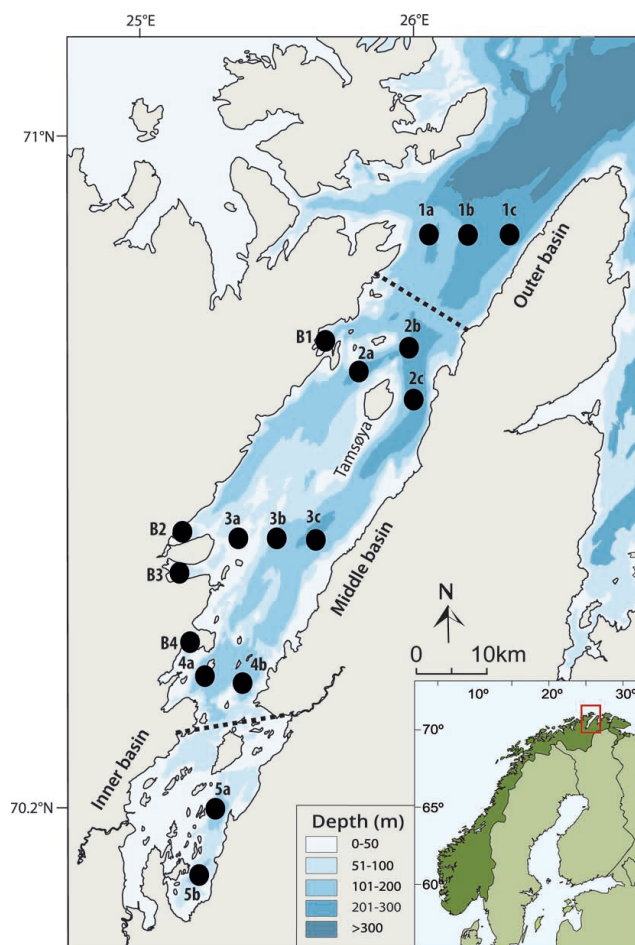 25°E
26°E
71°N
1a
1b
1c
Outer basin
B1
2b
2a
2c
Tamsøya
B2
3a
3b
3c
B3
Middle basin
N
B4
0
10km
4a
4b
Inner basin
5a
70.2°N
5b
Depth (m)
0-50
51-100
101-200
201-300
>300
10°
20°
30°
70°
65°
60°